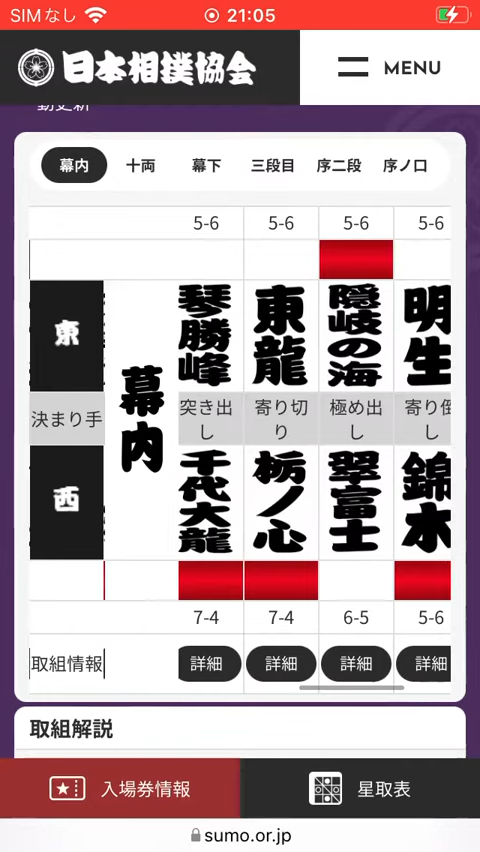 SIMなし 21:05
日本相撲協会
MENU
幕内 十両 幕下 三段目 序二段 序ノ口
5-6 5-6 5-6 5-6
東 幕内 琴勝峰 東龍 隠岐の海 明生
決まり手 突き出し 寄り切り 極め出し 寄り倒し
西 千代大龍 栃ノ心 翠富士 錦木
7-4 7-4 6-5 5-6
取組情報 詳細 詳細 詳細 詳細
取組解説
入場券情報 星取表
sumo.or.jp